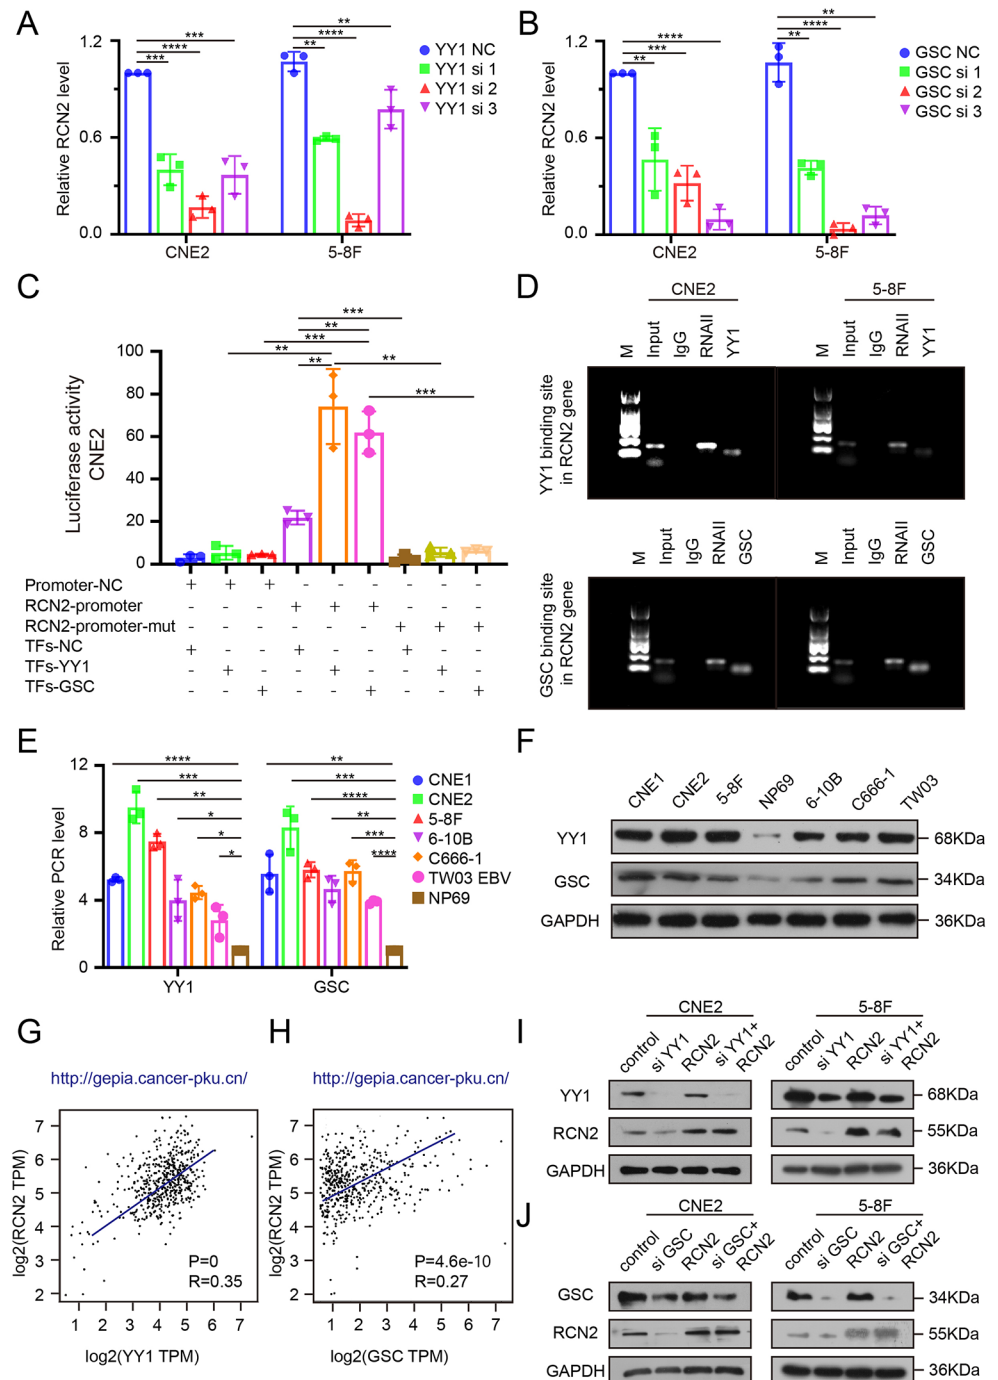 A
Relative RCN2 level
1.2
0.6
0.0
***
****
***
**
****
**
CNE2
5-8F
YY1 NC
YY1 si 1
YY1 si 2
YY1 si 3
B
Relative RCN2 level
1.2
0.6
0.0
****
***
**
**
****
**
CNE2
5-8F
GSC NC
GSC si 1
GSC si 2
GSC si 3
C
Luciferase activity
CNE2
100
80
60
40
20
0
***
**
***
**
**
**
***
Promoter-NC + + + - - - - - -
RCN2-promoter - - - + + + - - -
RCN2-promoter-mut - - - - - - + + +
TFs-NC + - - + - - + - -
TFs-YY1 - + - - + - - + -
TFs-GSC - - + - - + - - +
D
CNE2
5-8F
M Input IgG RNAII YY1
M Input IgG RNAII YY1
YY1 binding site
in RCN2 gene
M Input IgG RNAII GSC
M Input IgG RNAII GSC
GSC binding site
in RCN2 gene
E
Relative PCR level
12
8
4
0
****
***
**
*
*
*
**
***
****
**
***
****
YY1
GSC
CNE1
CNE2
5-8F
6-10B
C666-1
TW03 EBV
NP69
F
CNE1 CNE2 5-8F NP69 6-10B C666-1 TW03
YY1 68KDa
GSC 34KDa
GAPDH 36KDa
G
http://gepia.cancer-pku.cn/
log2(RCN2 TPM)
7
6
5
4
3
2
P=0
R=0.35
1 2 3 4 5 6 7
log2(YY1 TPM)
H
http://gepia.cancer-pku.cn/
log2(RCN2 TPM)
7
6
5
4
3
2
P=4.6e-10
R=0.27
1 2 3 4 5 6 7
log2(GSC TPM)
I
CNE2
5-8F
control si YY1 RCN2 si YY1+ RCN2
control si YY1 RCN2 si YY1+ RCN2
YY1 68KDa
RCN2 55KDa
GAPDH 36KDa
J
CNE2
5-8F
control si GSC RCN2 si GSC+ RCN2
control si GSC RCN2 si GSC+ RCN2
GSC 34KDa
RCN2 55KDa
GAPDH 36KDa